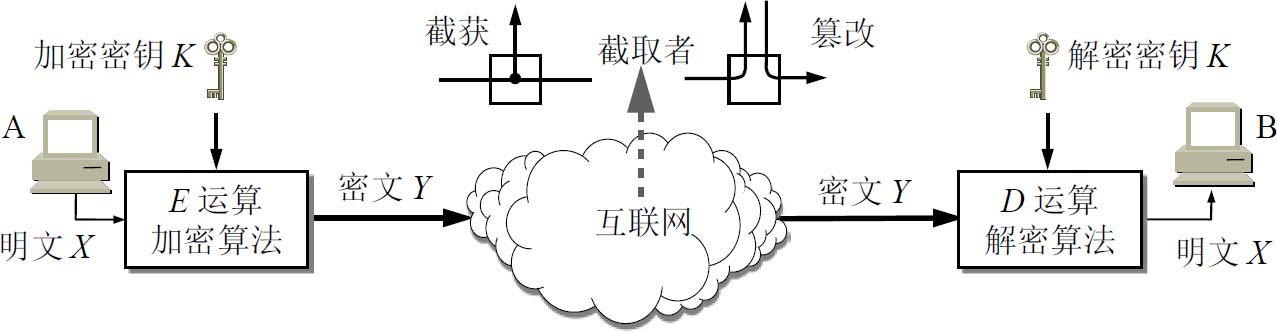 截获
截取者
篡改
加密密钥 K
解密密钥 K
A
B
E 运算
加密算法
密文 Y
互联网
密文 Y
D 运算
解密算法
明文 X
明文 X